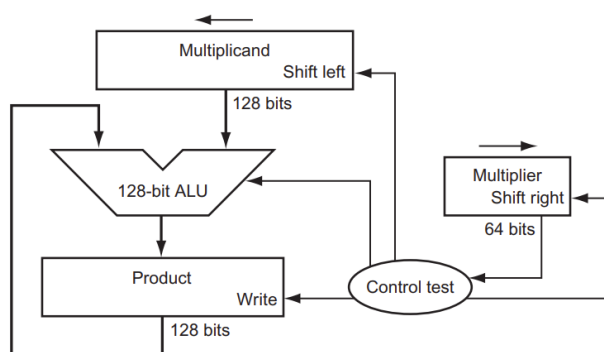 Multiplicand
Shift left
128 bits
128-bit ALU
Multiplier
Shift right
64 bits
Product
Write
Control test
128 bits